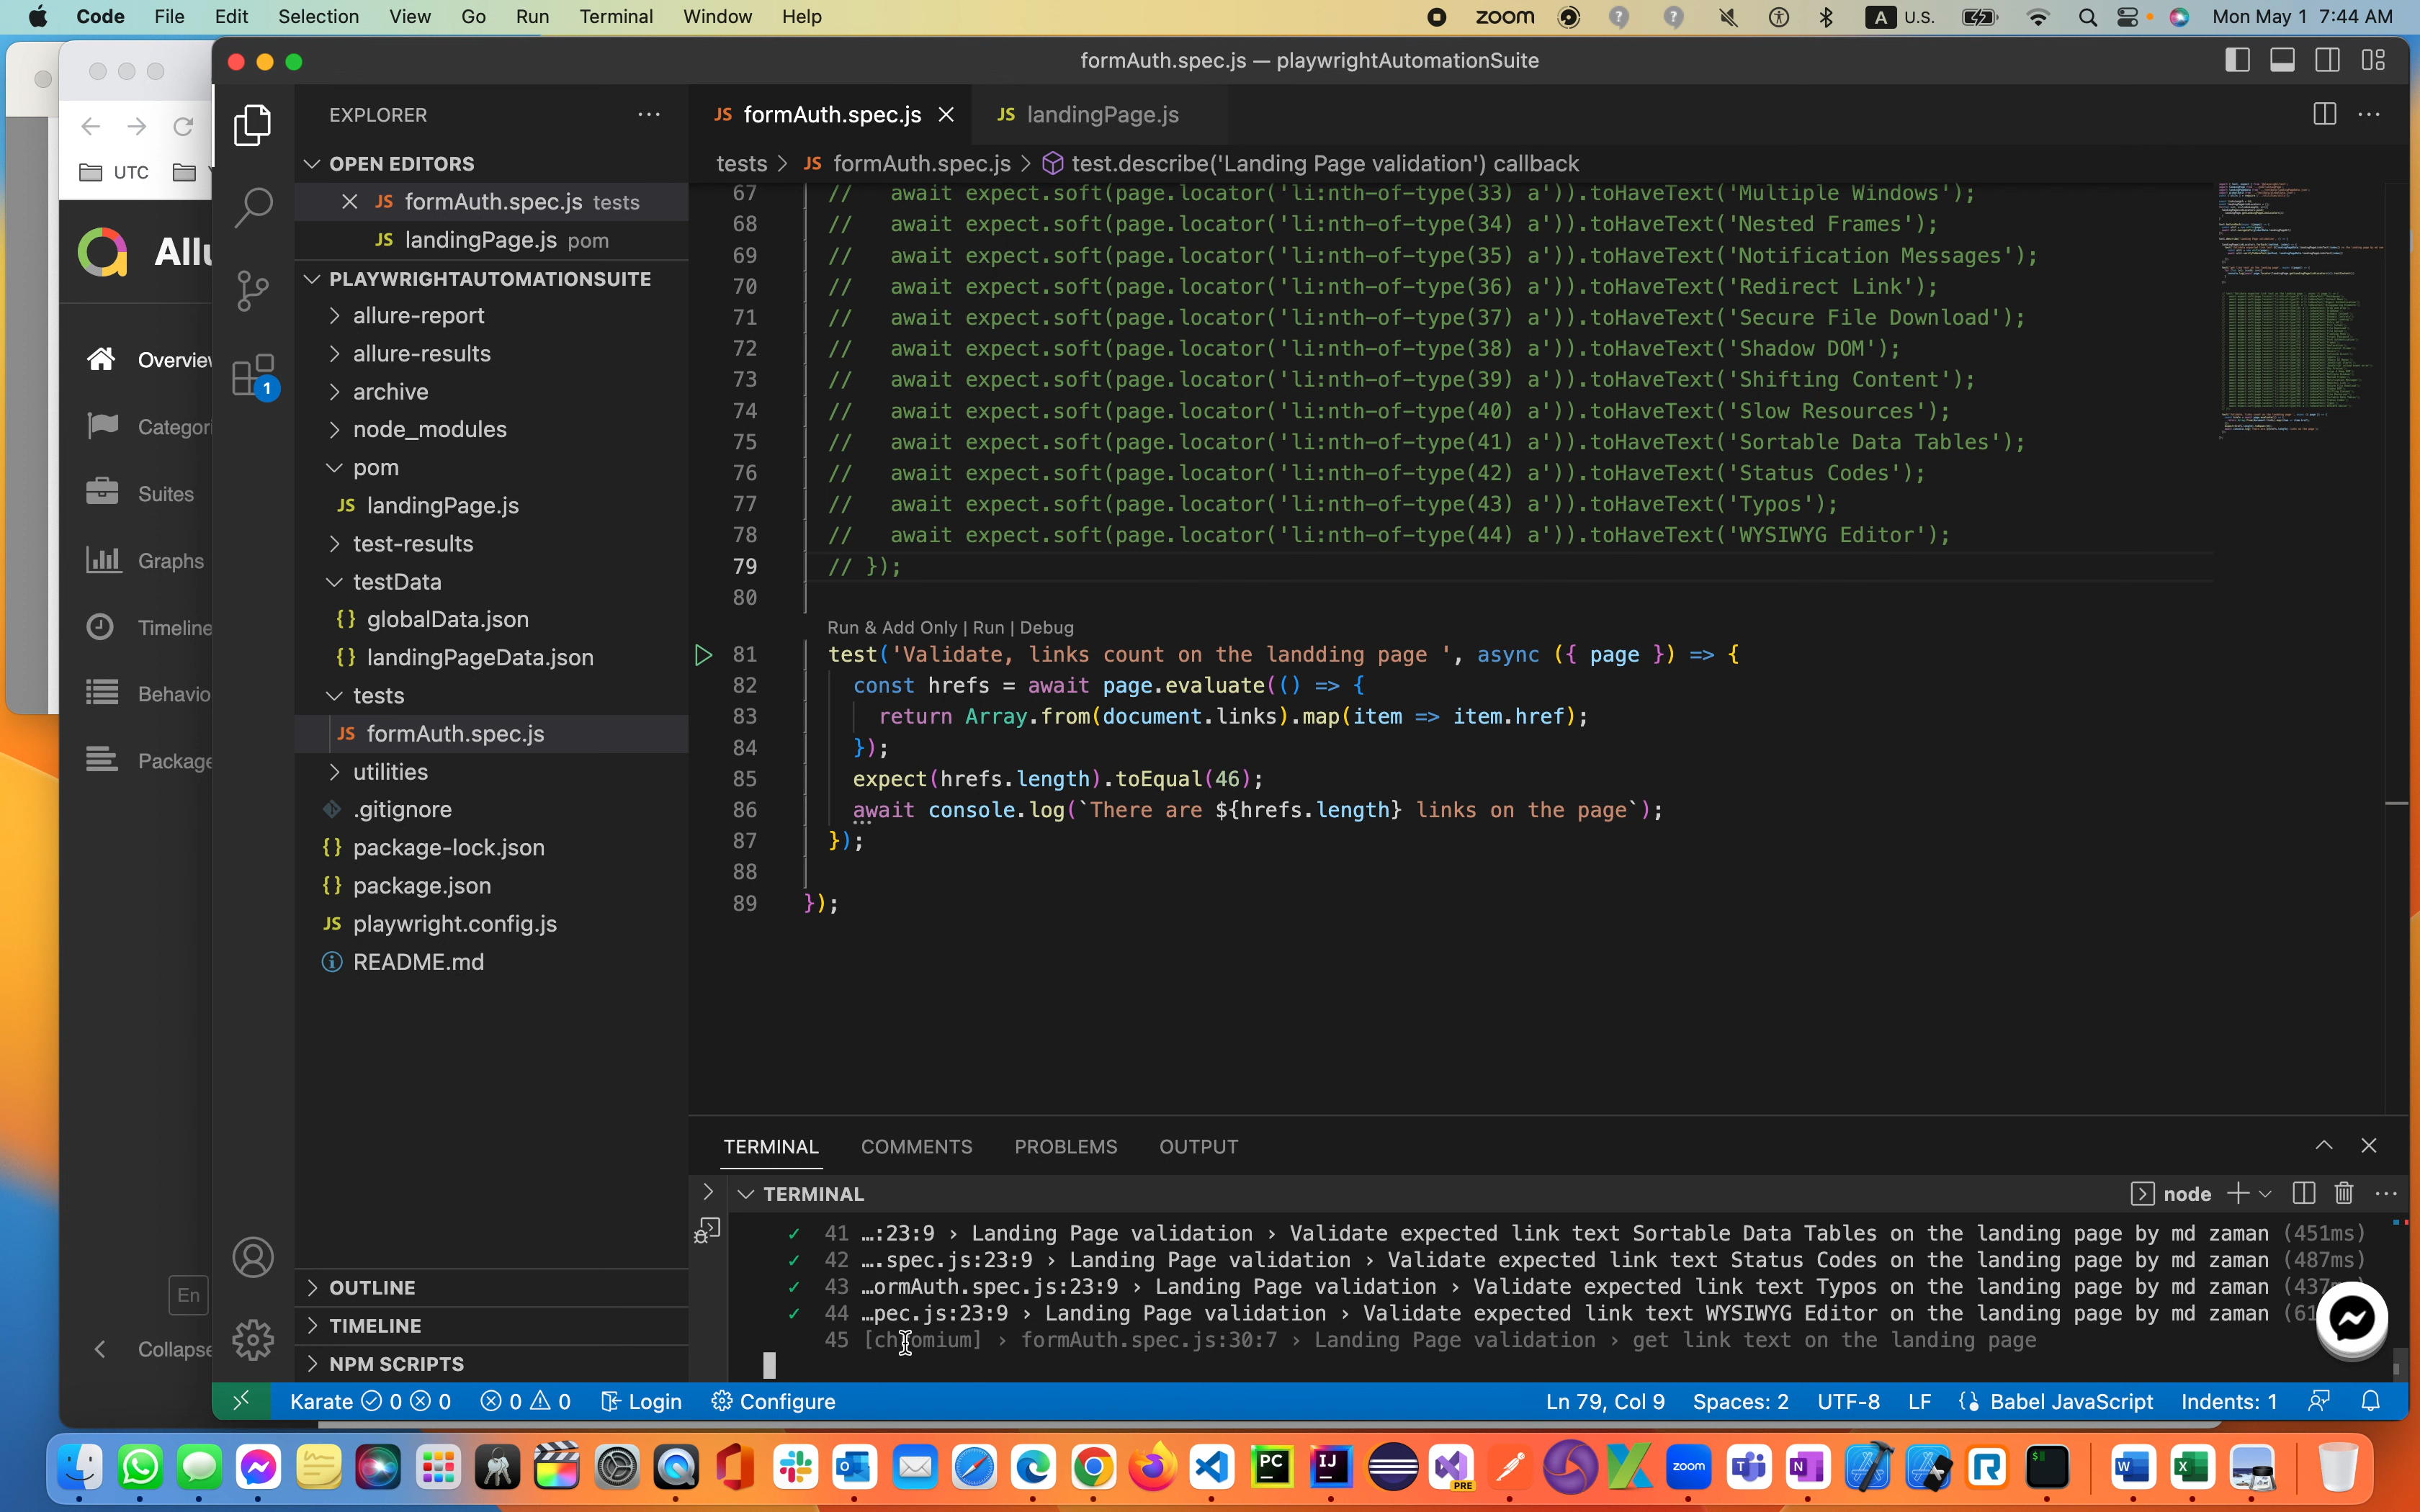 Code File Edit Selection View Go Run Terminal Window Help zoom A U.S. Mon May 1 7:44 AM
formAuth.spec.js — playwrightAutomationSuite
UTC
Overview
Suites
Graphs
Timeline
En
EXPLORER
OPEN EDITORS
JS formAuth.spec.js tests
JS landingPage.js pom
PLAYWRIGHTAUTOMATIONSUITE
allure-report
allure-results
archive
node_modules
pom
JS landingPage.js
test-results
testData
{} globalData.json
{} landingPageData.json
tests
JS formAuth.spec.js
utilities
.gitignore
{} package-lock.json
{} package.json
JS playwright.config.js
README.md
OUTLINE
TIMELINE
NPM SCRIPTS
1
JS formAuth.spec.js JS landingPage.js
tests > JS formAuth.spec.js > test.describe('Landing Page validation') callback
67 // await expect.soft(page.locator('li:nth-of-type(33) a')).toHaveText('Multiple Windows');
68 // await expect.soft(page.locator('li:nth-of-type(34) a')).toHaveText('Nested Frames');
69 // await expect.soft(page.locator('li:nth-of-type(35) a')).toHaveText('Notification Messages');
70 // await expect.soft(page.locator('li:nth-of-type(36) a')).toHaveText('Redirect Link');
71 // await expect.soft(page.locator('li:nth-of-type(37) a')).toHaveText('Secure File Download');
72 // await expect.soft(page.locator('li:nth-of-type(38) a')).toHaveText('Shadow DOM');
73 // await expect.soft(page.locator('li:nth-of-type(39) a')).toHaveText('Shifting Content');
74 // await expect.soft(page.locator('li:nth-of-type(40) a')).toHaveText('Slow Resources');
75 // await expect.soft(page.locator('li:nth-of-type(41) a')).toHaveText('Sortable Data Tables');
76 // await expect.soft(page.locator('li:nth-of-type(42) a')).toHaveText('Status Codes');
77 // await expect.soft(page.locator('li:nth-of-type(43) a')).toHaveText('Typos');
78 // await expect.soft(page.locator('li:nth-of-type(44) a')).toHaveText('WYSIWYG Editor');
79 // });
80
Run & Add Only | Run | Debug
81 test('Validate, links count on the landding page ', async ({ page }) => {
82 const hrefs = await page.evaluate(() => {
83 return Array.from(document.links).map(item => item.href);
84 });
85 expect(hrefs.length).toEqual(46);
86 await console.log(`There are ${hrefs.length} links on the page`);
87 });
88
89 });
TERMINAL COMMENTS PROBLEMS OUTPUT
TERMINAL node
✓ 41 …:23:9 › Landing Page validation › Validate expected link text Sortable Data Tables on the landing page by md zaman (451ms)
✓ 42 ….spec.js:23:9 › Landing Page validation › Validate expected link text Status Codes on the landing page by md zaman (487ms)
✓ 43 …ormAuth.spec.js:23:9 › Landing Page validation › Validate expected link text Typos on the landing page by md zaman (437
✓ 44 …pec.js:23:9 › Landing Page validation › Validate expected link text WYSIWYG Editor on the landing page by md zaman (61
45 [chromium] › formAuth.spec.js:30:7 › Landing Page validation › get link text on the landing page
Karate 0 0 0 0 Login Configure Ln 79, Col 9 Spaces: 2 UTF-8 LF {} Babel JavaScript Indents: 1
PC IJ PRE zoom